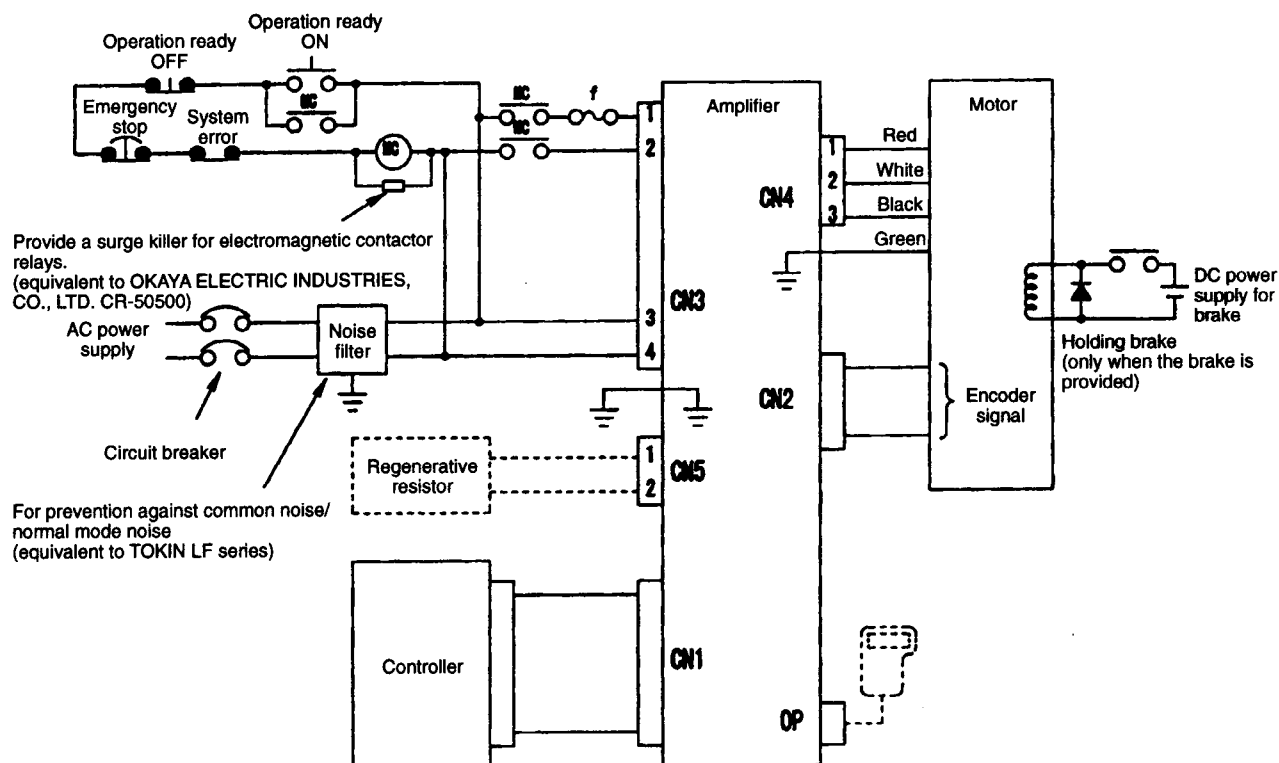 Operation ready
ON
Operation ready
OFF
MC
Emergency
stop
System
error
MC
MC
f
MC
1
2
Amplifier
Motor
CN4
1
2
3
Red
White
Black
Green
Provide a surge killer for electromagnetic contactor
relays.
(equivalent to OKAYA ELECTRIC INDUSTRIES,
CO., LTD. CR-50500)
AC power
supply
Noise
filter
3
4
CN3
DC power
supply for
brake
Holding brake
(only when the brake is
provided)
CN2
Encoder
signal
Circuit breaker
Regenerative
resistor
1
2
CN5
For prevention against common noise/
normal mode noise
(equivalent to TOKIN LF series)
Controller
CN1
OP